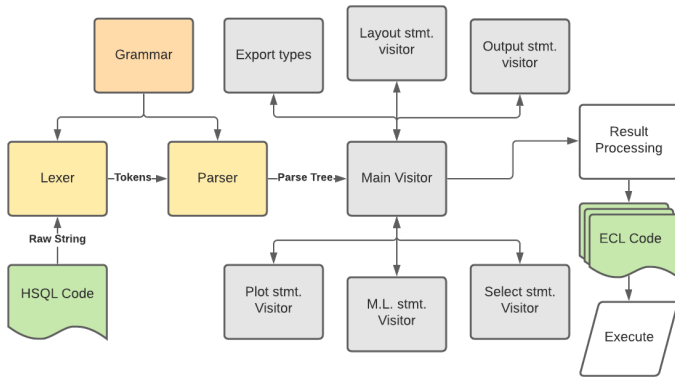 Grammar
Export types
Layout stmt.
visitor
Output stmt.
visitor
Result
Processing
Lexer
Tokens
Parser
Parse Tree
Main Visitor
Raw String
ECL Code
HSQL Code
Plot stmt.
Visitor
M.L. stmt.
Visitor
Select stmt.
Visitor
Execute